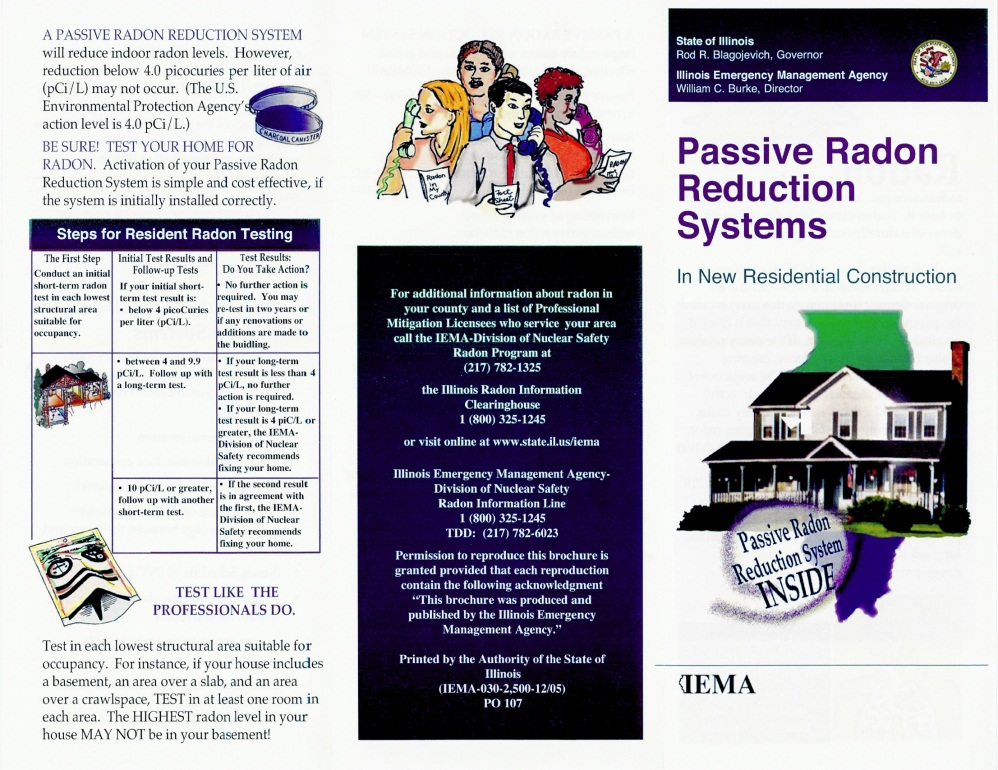 A PASSIVE RADON REDUCTION SYSTEM
will reduce indoor radon levels. However,
reduction below 4.0 picocuries per liter of air
(pCi/L) may not occur. (The U.S.
Environmental Protection Agency's
action level is 4.0 pCi/L.)
CHARCOAL CANISTER
BE SURE! TEST YOUR HOME FOR
RADON. Activation of your Passive Radon
Reduction System is simple and cost effective, if
the system is initially installed correctly.
Steps for Resident Radon Testing
The First Step
Conduct an initial
short-term radon
test in each lowest
structural area
suitable for
occupancy.
Initial Test Results and
Follow-up Tests
If your initial short-
term test result is:
• below 4 picoCuries
per liter (pCi/L).
Test Results:
Do You Take Action?
• No further action is
required. You may
re-test in two years or
if any renovations or
additions are made to
the buidling.
• between 4 and 9.9
pCi/L. Follow up with
a long-term test.
• If your long-term
test result is less than 4
pCi/L, no further
action is required.
• If your long-term
test result is 4 piC/L or
greater, the IEMA-
Division of Nuclear
Safety recommends
fixing your home.
• 10 pCi/L or greater,
follow up with another
short-term test.
• If the second result
is in agreement with
the first, the IEMA-
Division of Nuclear
Safety recommends
fixing your home.
TEST LIKE THE
PROFESSIONALS DO.
Test in each lowest structural area suitable for
occupancy. For instance, if your house includes
a basement, an area over a slab, and an area
over a crawlspace, TEST in at least one room in
each area. The HIGHEST radon level in your
house MAY NOT be in your basement!
Radon
in
My
County
Fact
Sheet
RADON
For additional information about radon in
your county and a list of Professional
Mitigation Licensees who service your area
call the IEMA-Division of Nuclear Safety
Radon Program at
(217) 782-1325
the Illinois Radon Information
Clearinghouse
1 (800) 325-1245
or visit online at www.state.il.us/iema
Illinois Emergency Management Agency-
Division of Nuclear Safety
Radon Information Line
1 (800) 325-1245
TDD: (217) 782-6023
Permission to reproduce this brochure is
granted provided that each reproduction
contain the following acknowledgment
“This brochure was produced and
published by the Illinois Emergency
Management Agency.”
Printed by the Authority of the State of
Illinois
(IEMA-030-2,500-12/05)
PO 107
State of Illinois
Rod R. Blagojevich, Governor
Illinois Emergency Management Agency
William C. Burke, Director
Passive Radon
Reduction
Systems
In New Residential Construction
Passive Radon
Reduction System
INSIDE
IEMA